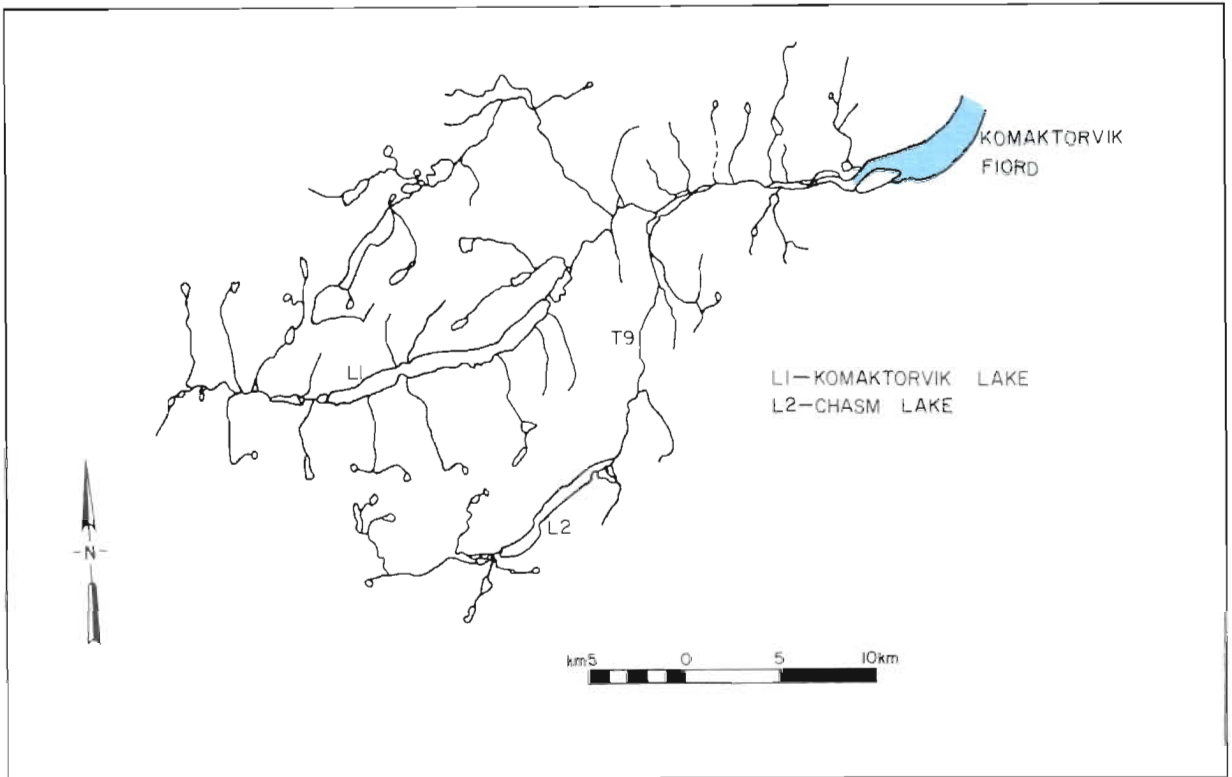 KOMAKTORVIK
FIORD
T9
L1
L1—KOMAKTORVIK LAKE
L2—CHASM LAKE
L2
N
km5 0 5 10km